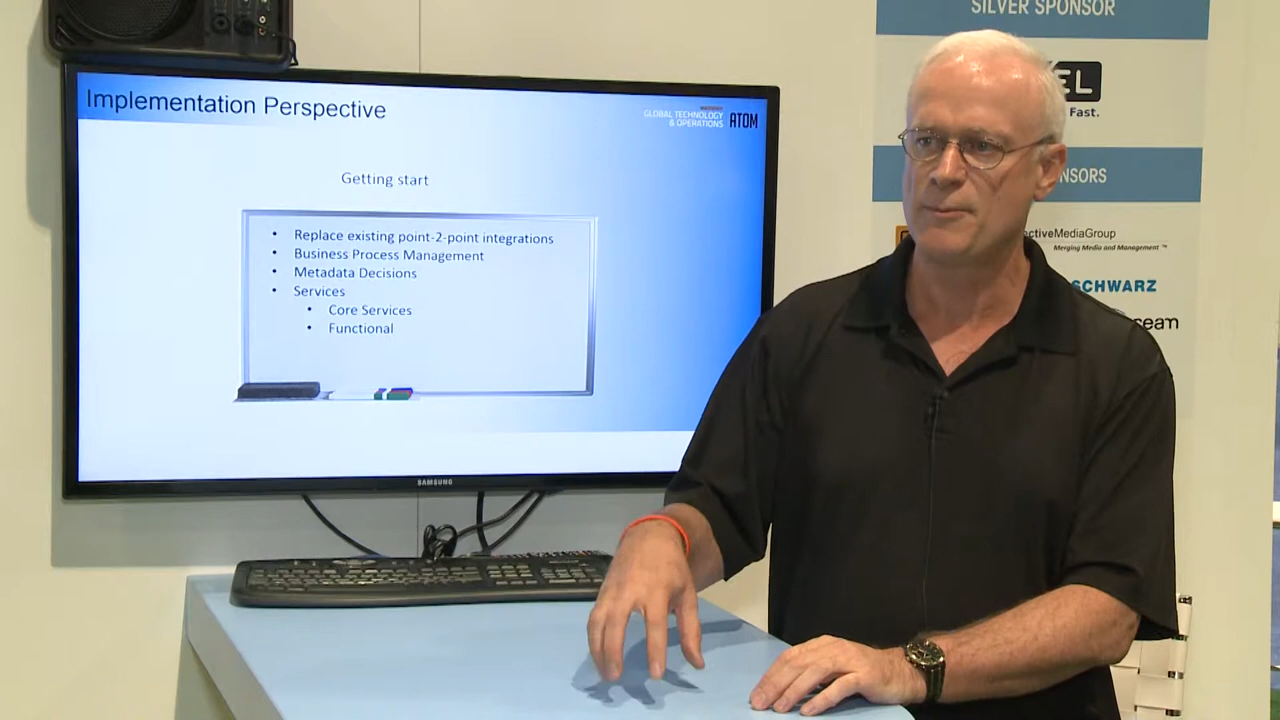 Implementation Perspective
GLOBAL TECHNOLOGY
& OPERATIONS
ATOM
Getting start
• Replace existing point-2-point integrations
• Business Process Management
• Metadata Decisions
• Services
• Core Services
• Functional
SAMSUNG
SILVER SPONSOR
EL
Fast.
NSORS
ectiveMediaGroup
Merging Media and Management™
SCHWARZ
eam